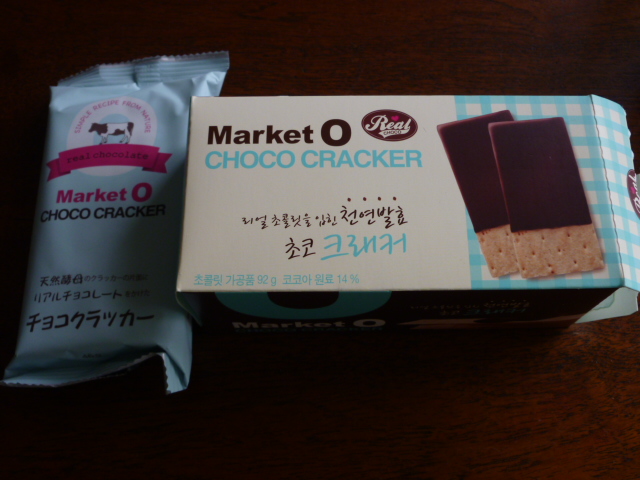 SIMPLE RECIPE FROM NATURE
real chocolate
Market O
CHOCO CRACKER
天然酵母のクラッカーの
リアルチョコレートを
チョコクラッカー
Market O
Real
CHOCO
CHOCO CRACKER
리얼 초콜릿을 입힌 천연발효
초코 크래커
초콜릿 가공품 92g 코코아 원료 14%
Market O